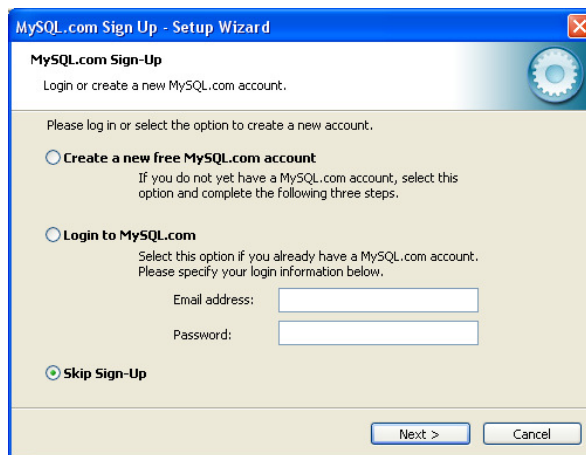 MySQL.com Sign Up - Setup Wizard
MySQL.com Sign-Up
Login or create a new MySQL.com account.
Please log in or select the option to create a new account.
Create a new free MySQL.com account
If you do not yet have a MySQL.com account, select this
option and complete the following three steps.
Login to MySQL.com
Select this option if you already have a MySQL.com account.
Please specify your login information below.
Email address:
Password:
Skip Sign-Up
Next > Cancel